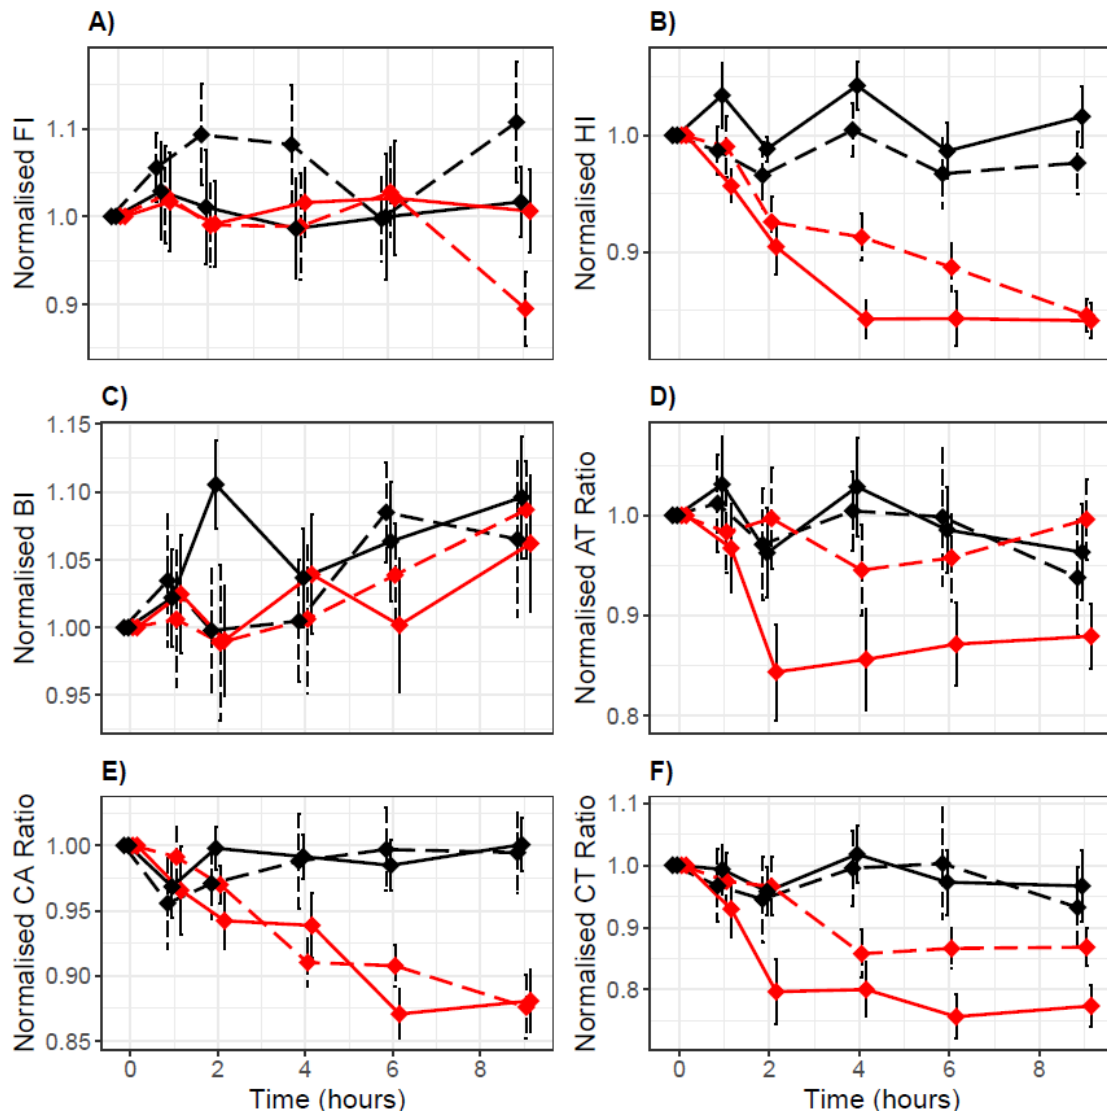 A)
Normalised FI
1.1
1.0
0.9
B)
Normalised HI
1.0
0.9
C)
Normalised BI
1.15
1.10
1.05
1.00
0.95
D)
Normalised AT Ratio
1.0
0.9
0.8
E)
Normalised CA Ratio
1.00
0.95
0.90
0.85
0
2
4
6
8
Time (hours)
F)
Normalised CT Ratio
1.1
1.0
0.9
0.8
0
2
4
6
8
Time (hours)